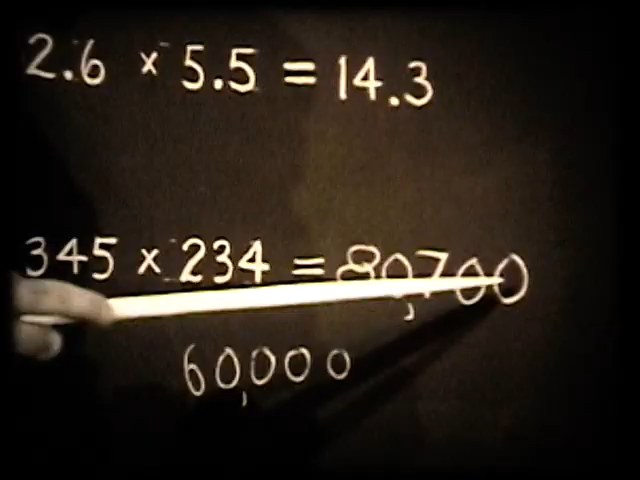 2.6 × 5.5 = 14.3
345 × 234 = 80,700
60,000